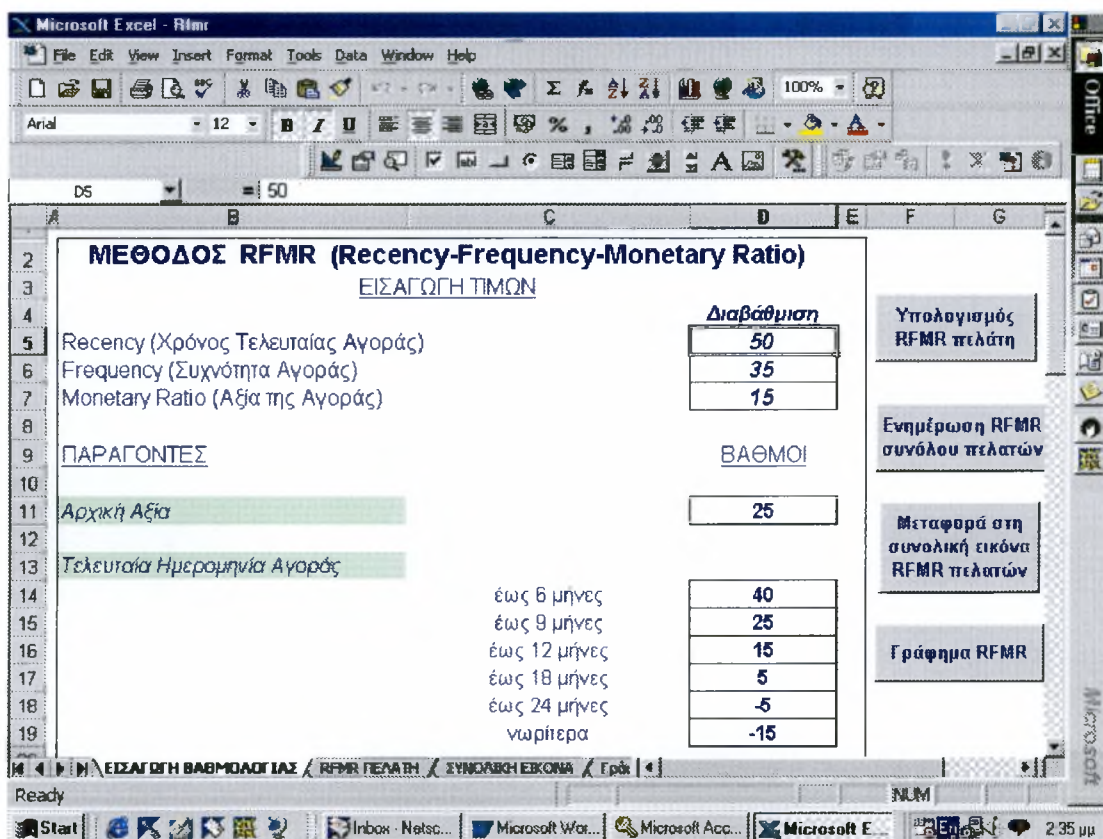 Microsoft Excel - Rfmr
File Edit View Insert Format Tools Data Window Help
100%
Arial 12 B I U
D5 = 50
A B C D E F G
2 ΜΕΘΟΔΟΣ RFMR (Recency-Frequency-Monetary Ratio)
3 ΕΙΣΑΓΩΓΗ ΤΙΜΩΝ
4 Διαβάθμιση
5 Recency (Χρόνος Τελευταίας Αγοράς) 50
6 Frequency (Συχνότητα Αγοράς) 35
7 Monetary Ratio (Αξία της Αγοράς) 15
8
9 ΠΑΡΑΓΟΝΤΕΣ ΒΑΘΜΟΙ
10
11 Αρχική Αξία 25
12
13 Τελευταία Ημερομηνία Αγοράς
14 έως 6 μήνες 40
15 έως 9 μήνες 25
16 έως 12 μήνες 15
17 έως 18 μήνες 5
18 έως 24 μήνες -5
19 νωρίτερα -15
Υπολογισμός
RFMR πελάτη
Ενημέρωση RFMR
συνόλου πελατών
Μεταφορά στη
συνολική εικόνα
RFMR πελατών
Γράφημα RFMR
Office
Microsoft
ΕΙΣΑΓΩΓΗ ΒΑΘΜΟΛΟΓΙΑΣ / RFMR ΠΕΛΑΤΗ / ΣΥΝΟΛΙΚΗ ΕΙΚΟΝΑ / Γράι
Ready NUM
Start Inbox - Netsc... Microsoft Wor... Microsoft Acc... Microsoft E... En 2:35 μμ